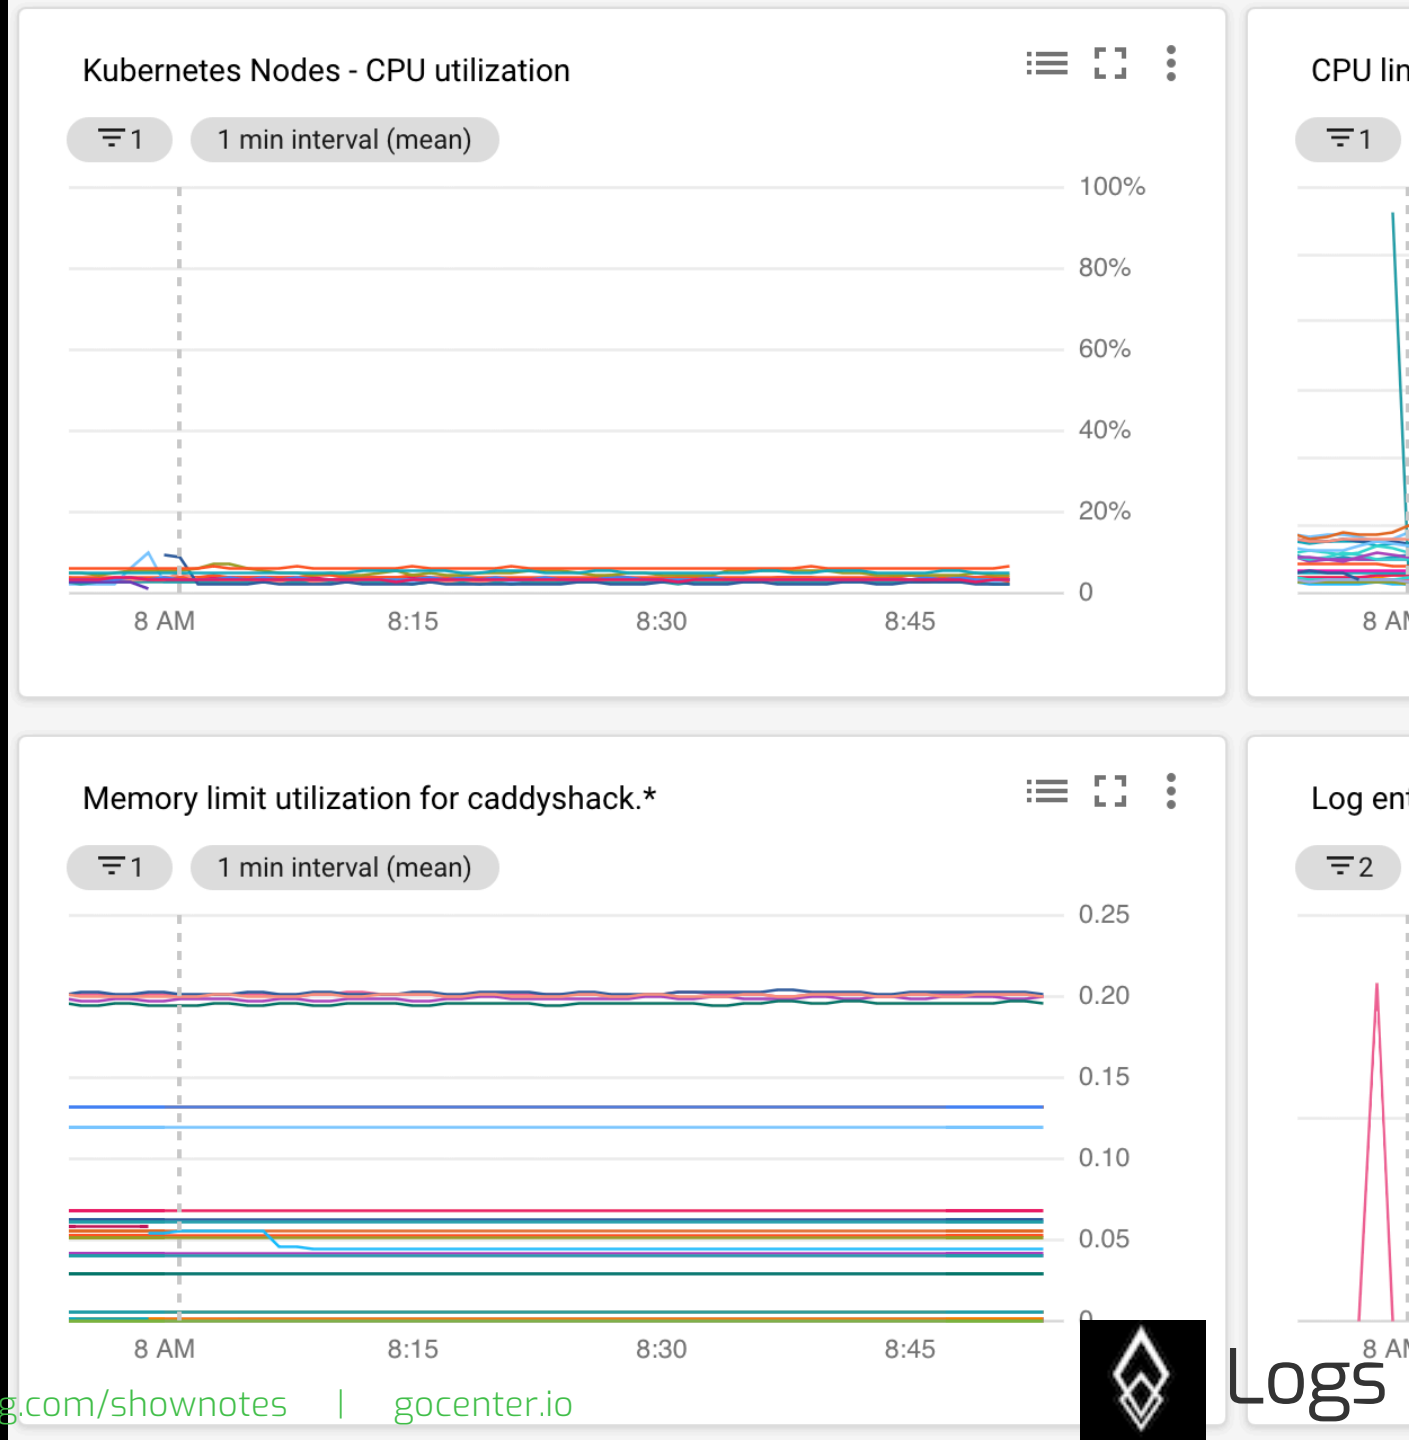 Kubernetes Nodes - CPU utilization
1
1 min interval (mean)
100%
80%
60%
40%
20%
0
8 AM
8:15
8:30
8:45
CPU lim
1
8 AM
Memory limit utilization for caddyshack.*
1
1 min interval (mean)
0.25
0.20
0.15
0.10
0.05
0
8 AM
8:15
8:30
8:45
Log ent
2
8 AM
g.com/shownotes | gocenter.io
Logs